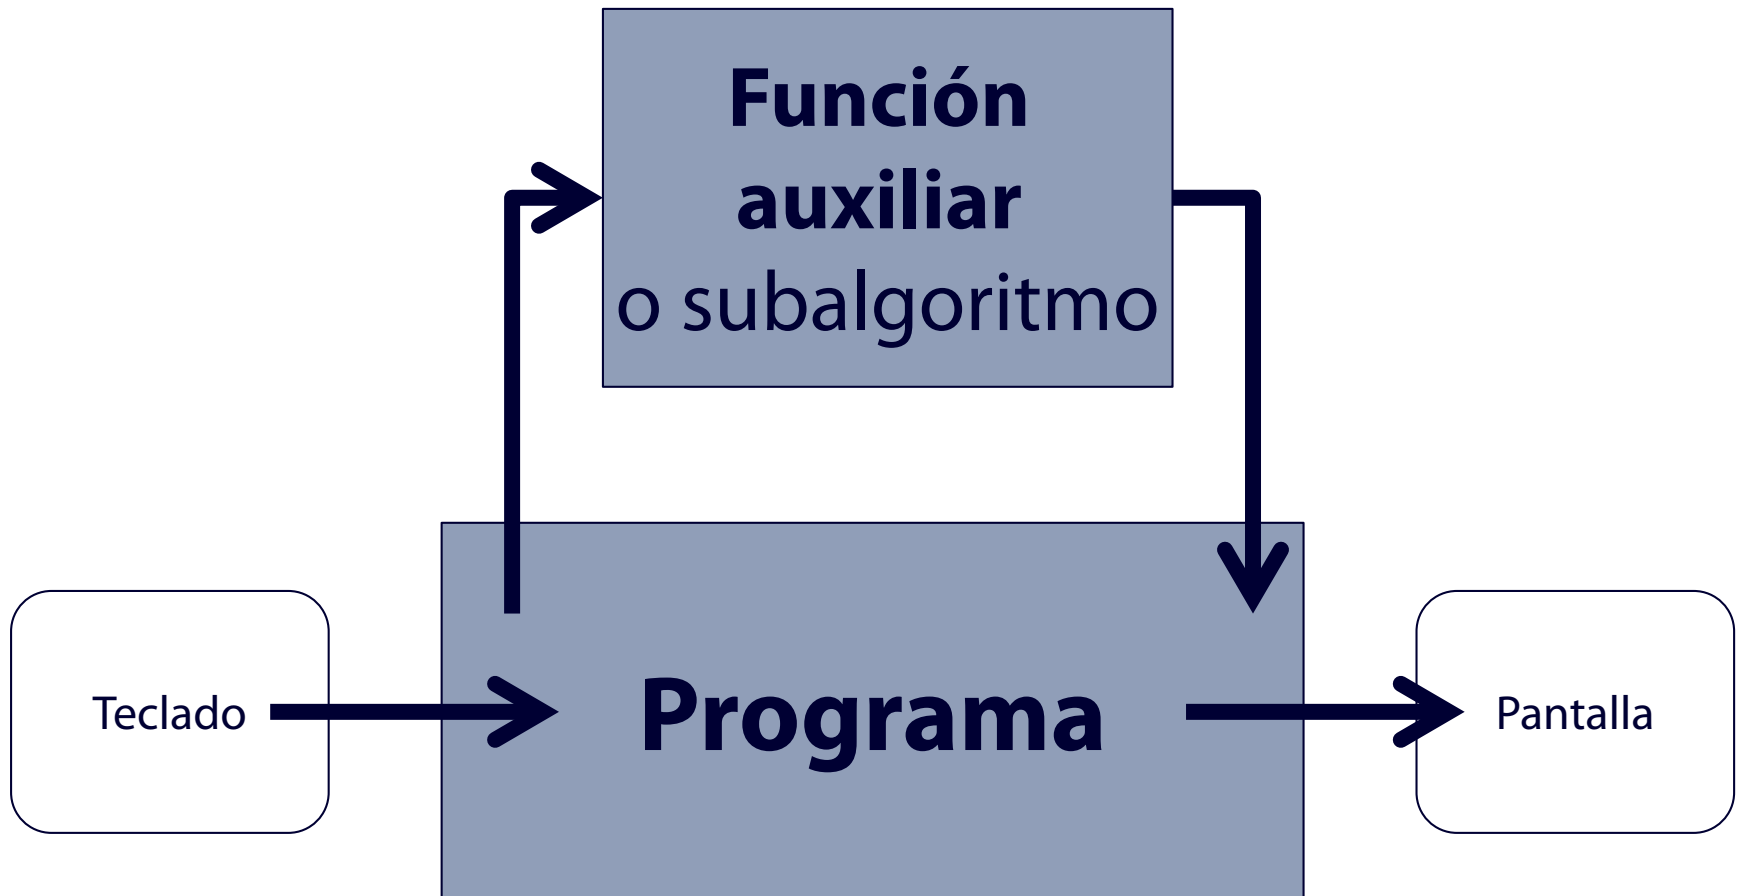 Función
auxiliar
o subalgoritmo
Teclado
Programa
Pantalla